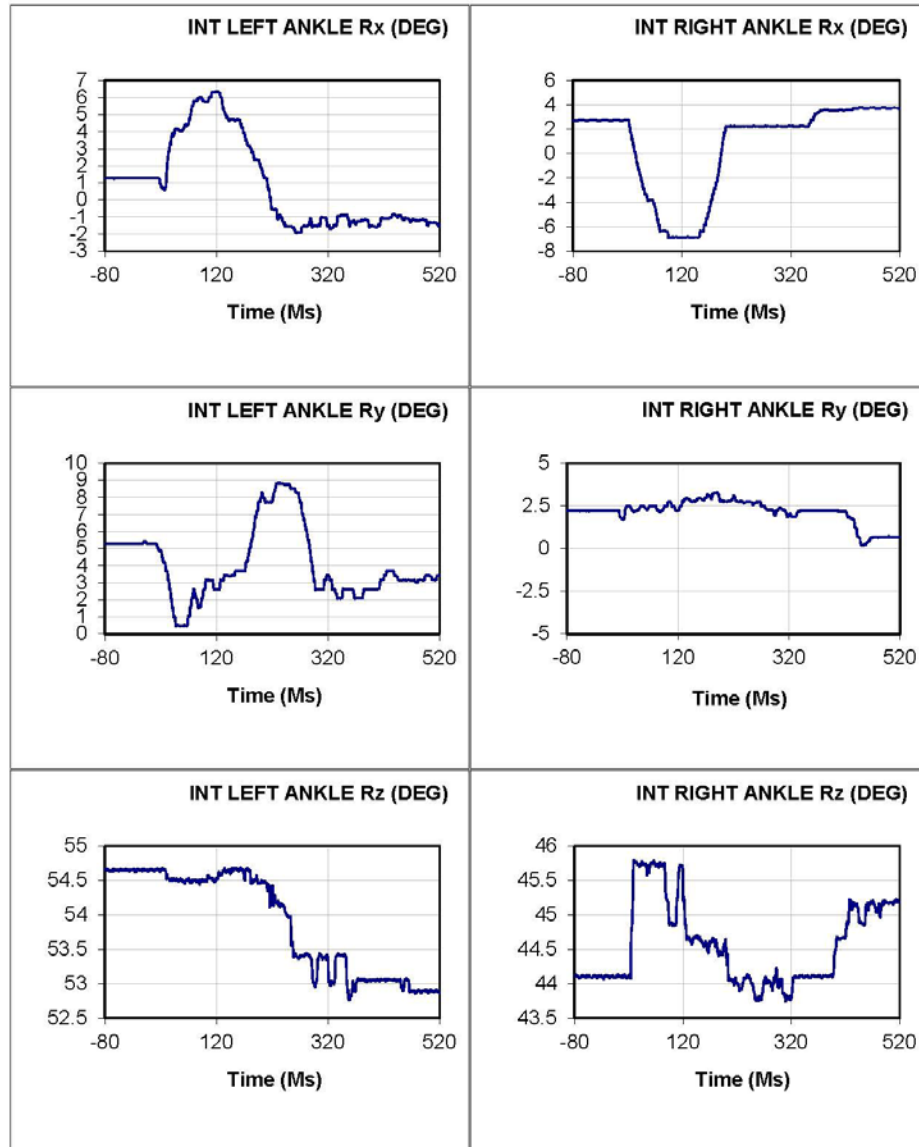 INT LEFT ANKLE Rx (DEG)
7
6
5
4
3
2
1
0
-1
-2
-3
-80 120 320 520
Time (Ms)
INT RIGHT ANKLE Rx (DEG)
6
4
2
0
-2
-4
-6
-8
-80 120 320 520
Time (Ms)
INT LEFT ANKLE Ry (DEG)
10
9
8
7
6
5
4
3
2
1
0
-80 120 320 520
Time (Ms)
INT RIGHT ANKLE Ry (DEG)
5
2.5
0
-2.5
-5
-80 120 320 520
Time (Ms)
INT LEFT ANKLE Rz (DEG)
55
54.5
54
53.5
53
52.5
-80 120 320 520
Time (Ms)
INT RIGHT ANKLE Rz (DEG)
46
45.5
45
44.5
44
43.5
-80 120 320 520
Time (Ms)